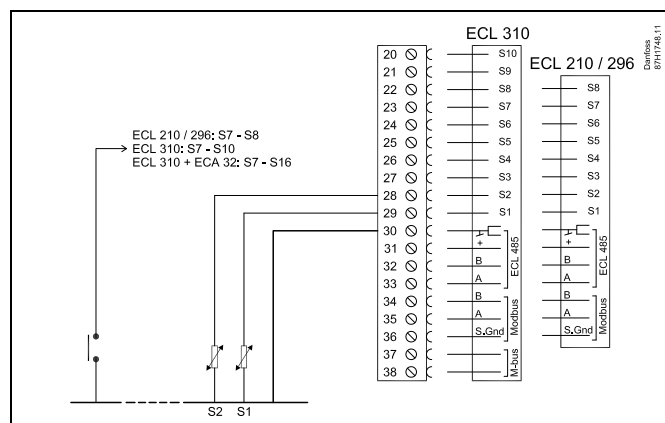 ECL 310
ECL 210 / 296
Danfoss
87H1748.11
ECL 210 / 296: S7 - S8
ECL 310: S7 - S10
ECL 310 + ECA 32: S7 - S16
20 S10
21 S9
22 S8
23 S7
24 S6
25 S5
26 S4
27 S3
28 S2
29 S1
30
31 +
32 B
33 A
34 B
35 A
36 S.Gnd
37
38
ECL 485
Modbus
M-bus
S8
S7
S6
S5
S4
S3
S2
S1
+
B
A
B
A
S.Gnd
ECL 485
Modbus
S2 S1